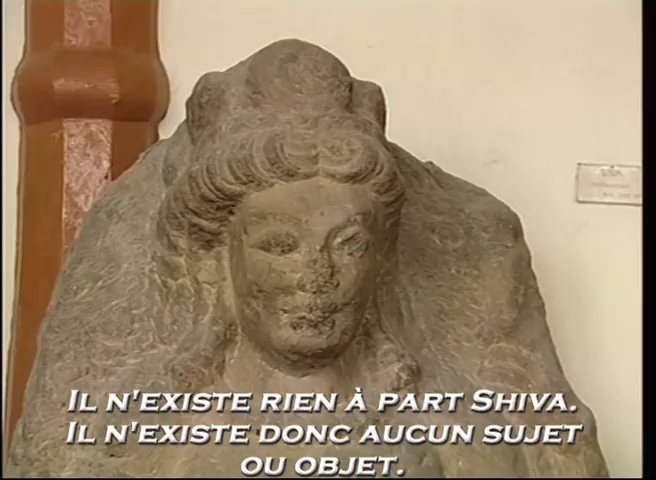 Il n'existe rien à part Shiva.
Il n'existe donc aucun sujet
ou objet.